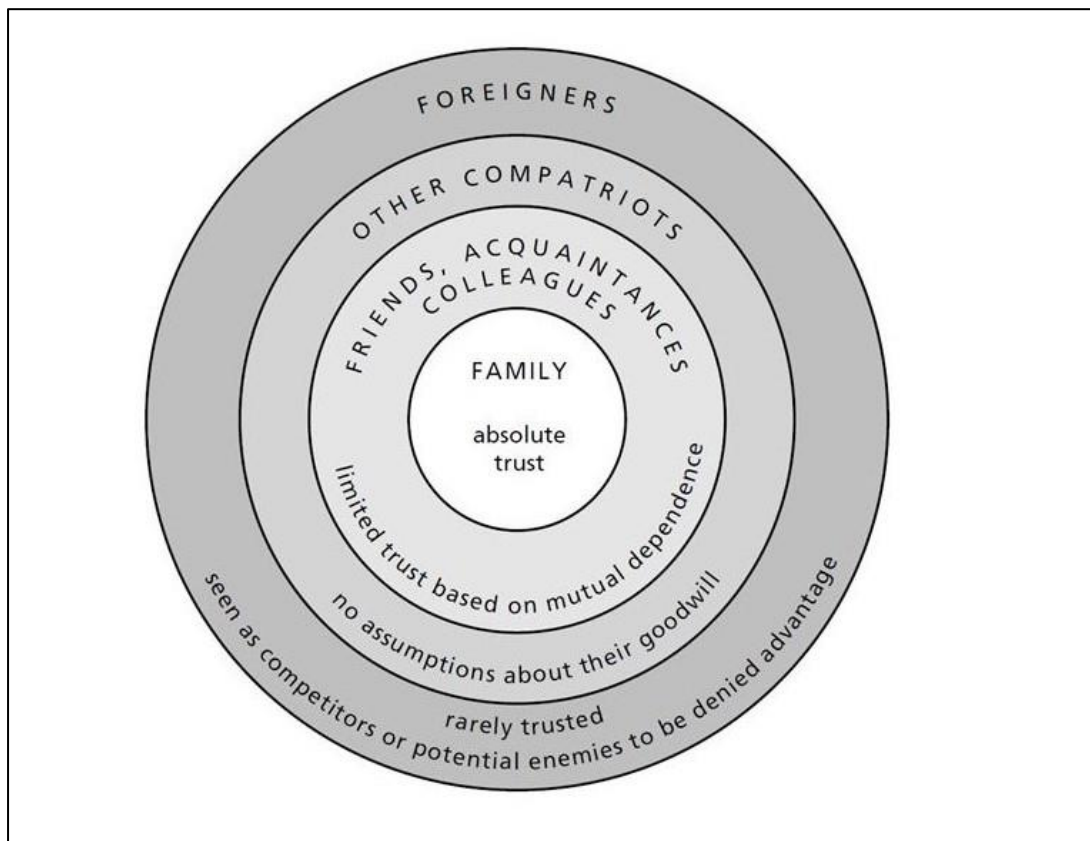 FOREIGNERS
OTHER COMPATRIOTS
FRIENDS, ACQUAINTANCES
COLLEAGUES
FAMILY
absolute
trust
limited trust based on mutual dependence
no assumptions about their goodwill
rarely trusted
seen as competitors or potential enemies to be denied advantage